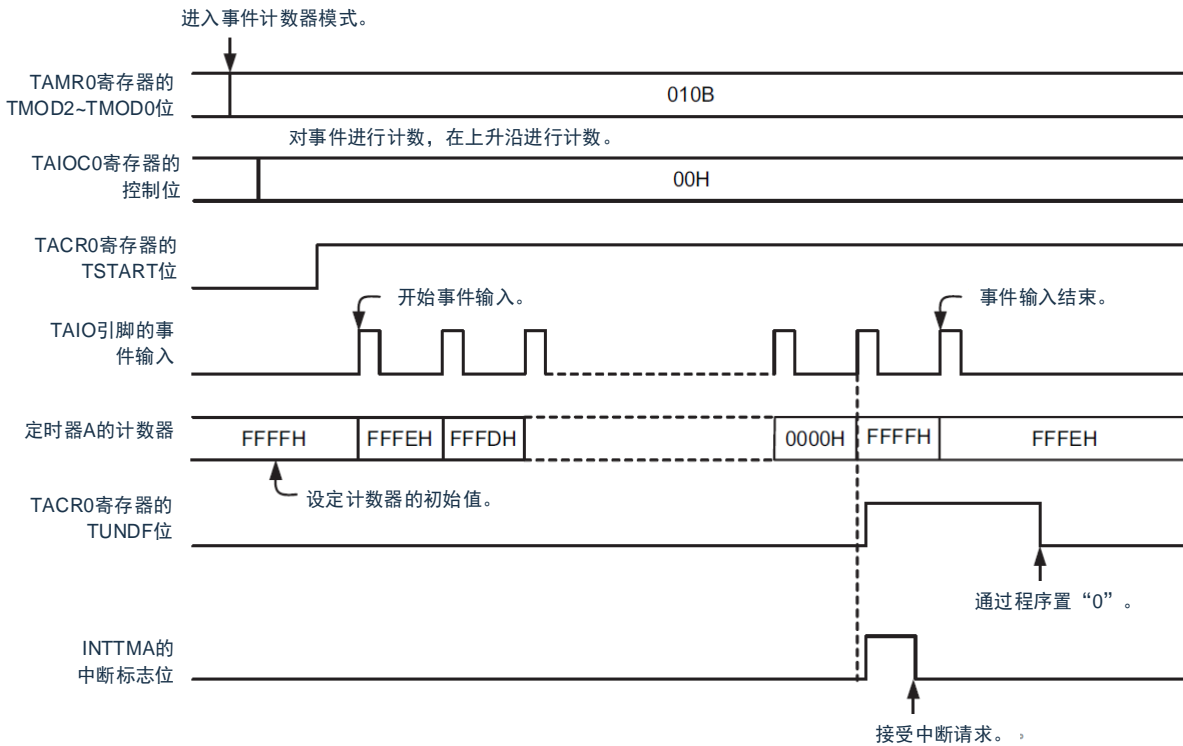 进入事件计数器模式。
TAMR0寄存器的
TMOD2~TMOD0位
010B
对事件进行计数，在上升沿进行计数。
TAIOC0寄存器的
控制位
00H
TACR0寄存器的
TSTART位
开始事件输入。
事件输入结束。
TAIO引脚的事
件输入
定时器A的计数器
FFFFH
FFFEH
FFFDH
0000H
FFFFH
FFFEH
设定计数器的初始值。
TACR0寄存器的
TUNDF位
通过程序置“0”。
INTTMA的
中断标志位
接受中断请求。。